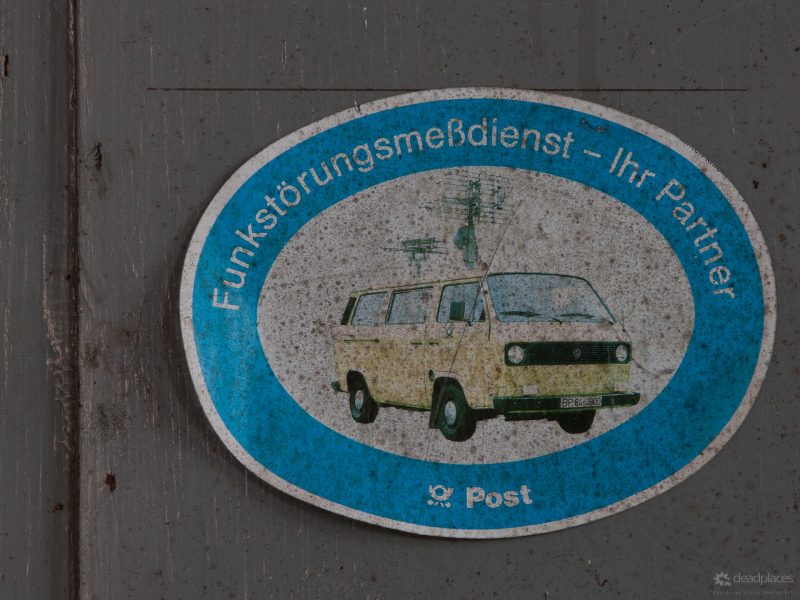 Funkstörungsmeßdienst – Ihr Partner
Post
deadplaces